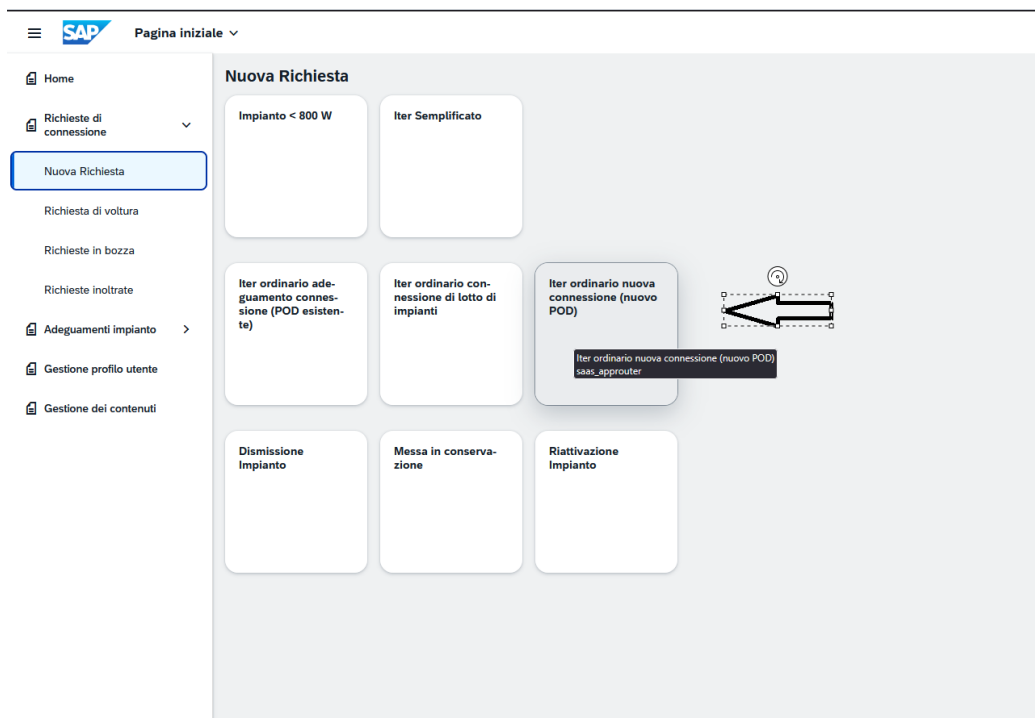 SAP
Pagina iniziale
Home
Richieste di
connessione
Nuova Richiesta
Richiesta di voltura
Richieste in bozza
Richieste inoltrate
Adeguamenti impianto
Gestione profilo utente
Gestione dei contenuti
Nuova Richiesta
Impianto < 800 W
Iter Semplificato
Iter ordinario ade-
guamento connes-
sione (POD esisten-
te)
Iter ordinario con-
nessione di lotto di
impianti
Iter ordinario nuova
connessione (nuovo
POD)
Iter ordinario nuova connessione (nuovo POD)
saas_approuter
Dismissione
Impianto
Messa in conserva-
zione
Riattivazione
Impianto